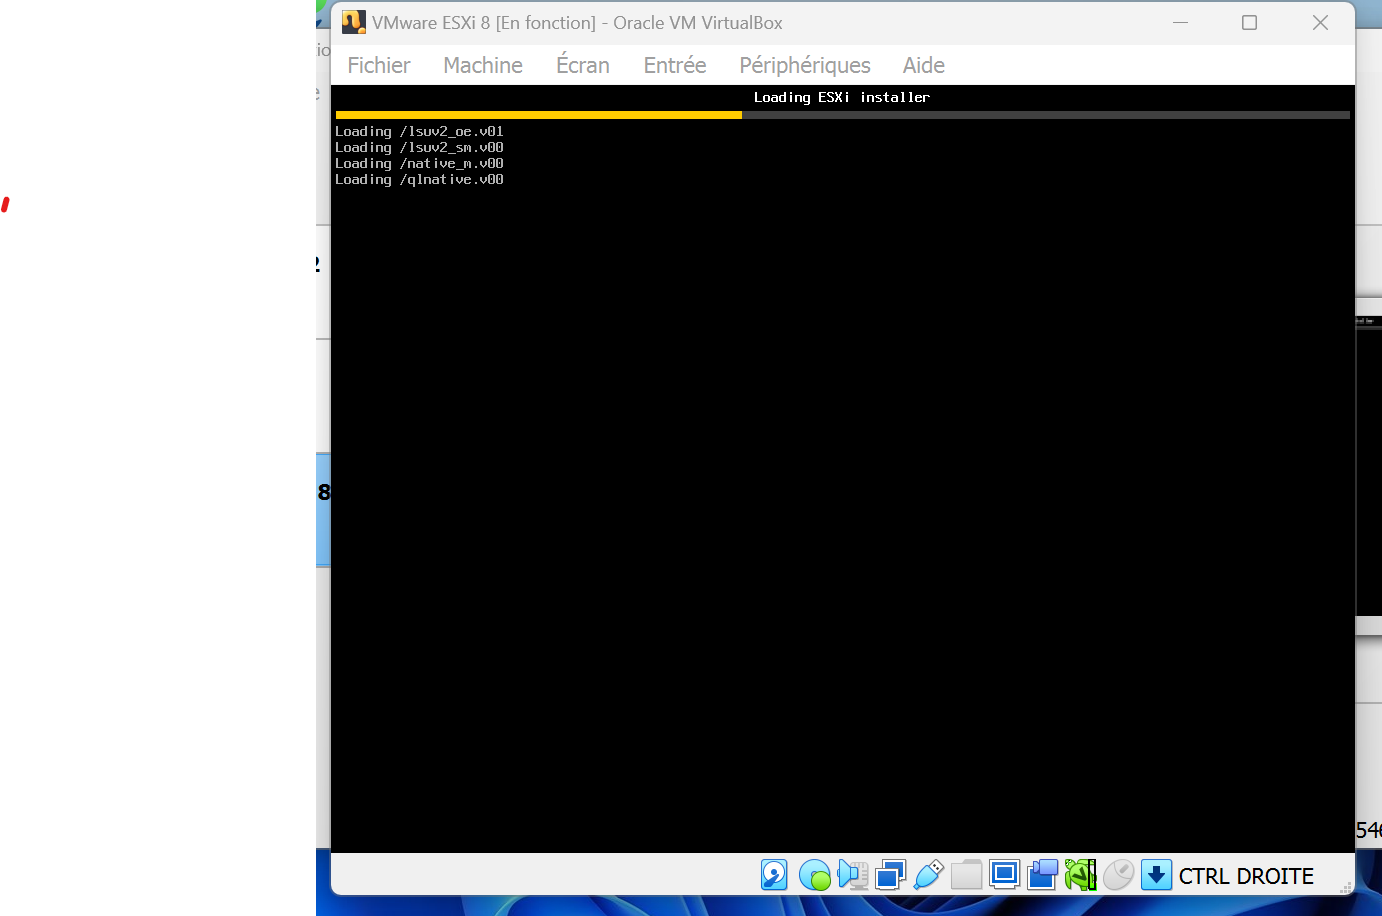 VMware ESXi 8 [En fonction] - Oracle VM VirtualBox
Fichier Machine Écran Entrée Périphériques Aide
Loading ESXi installer
Loading /lsuv2_oe.v01
Loading /lsuv2_sm.v00
Loading /native_m.v00
Loading /qlnative.v00
8
CTRL DROITE